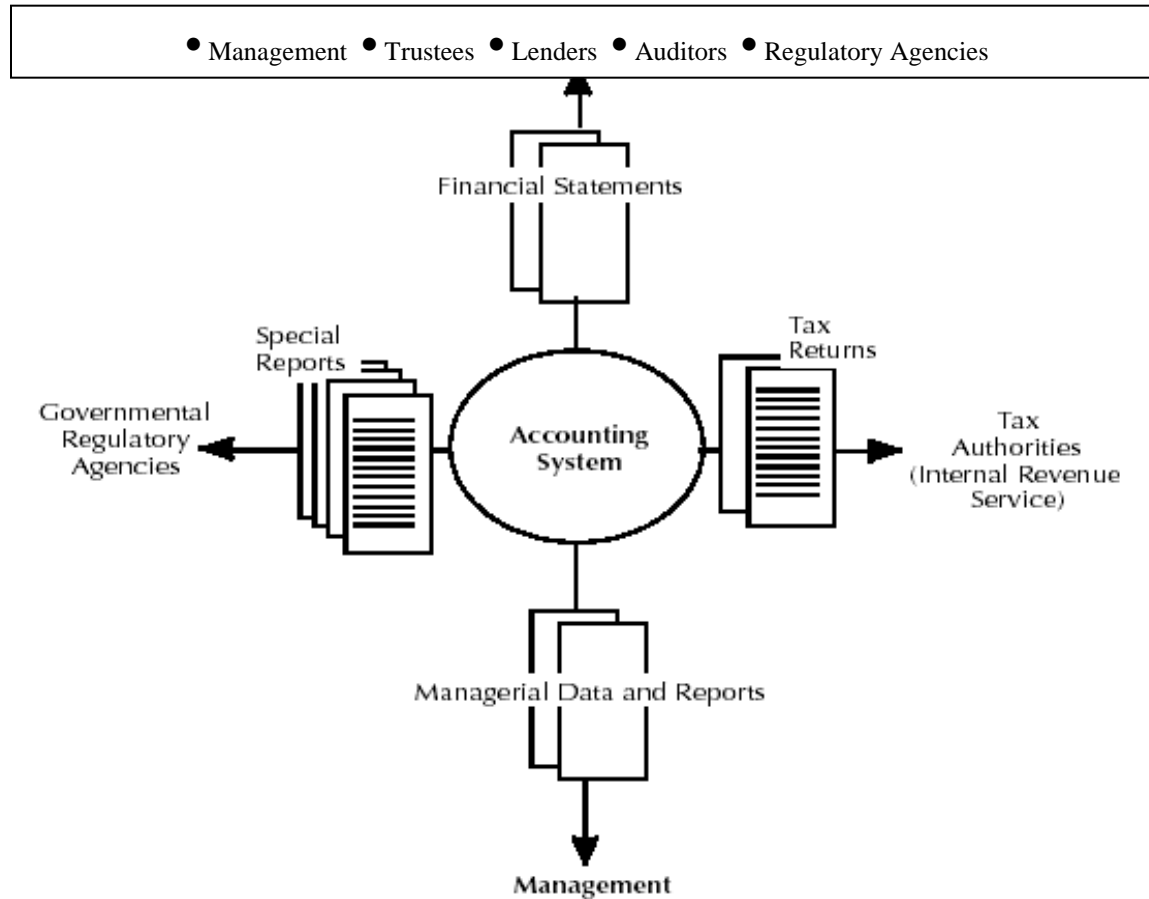 • Management • Trustees • Lenders • Auditors • Regulatory Agencies
Financial Statements
Special
Reports
Tax
Returns
Governmental
Regulatory
Agencies
Accounting
System
Tax
Authorities
(Internal Revenue
Service)
Managerial Data and Reports
Management